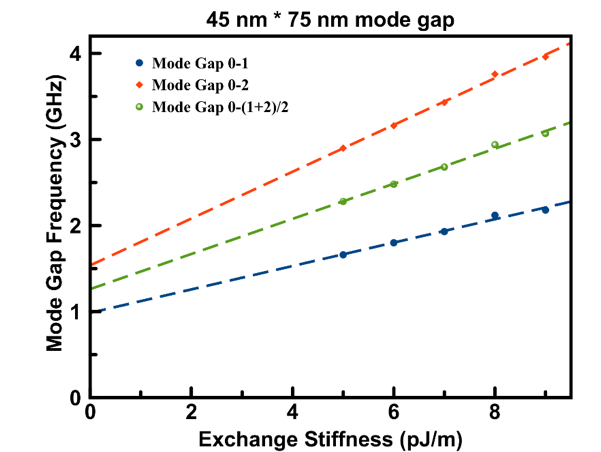 45 nm * 75 nm mode gap
Mode Gap 0-1
Mode Gap 0-2
Mode Gap 0-(1+2)/2
Mode Gap Frequency (GHz)
4
3
2
1
0
0 2 4 6 8
Exchange Stiffness (pJ/m)